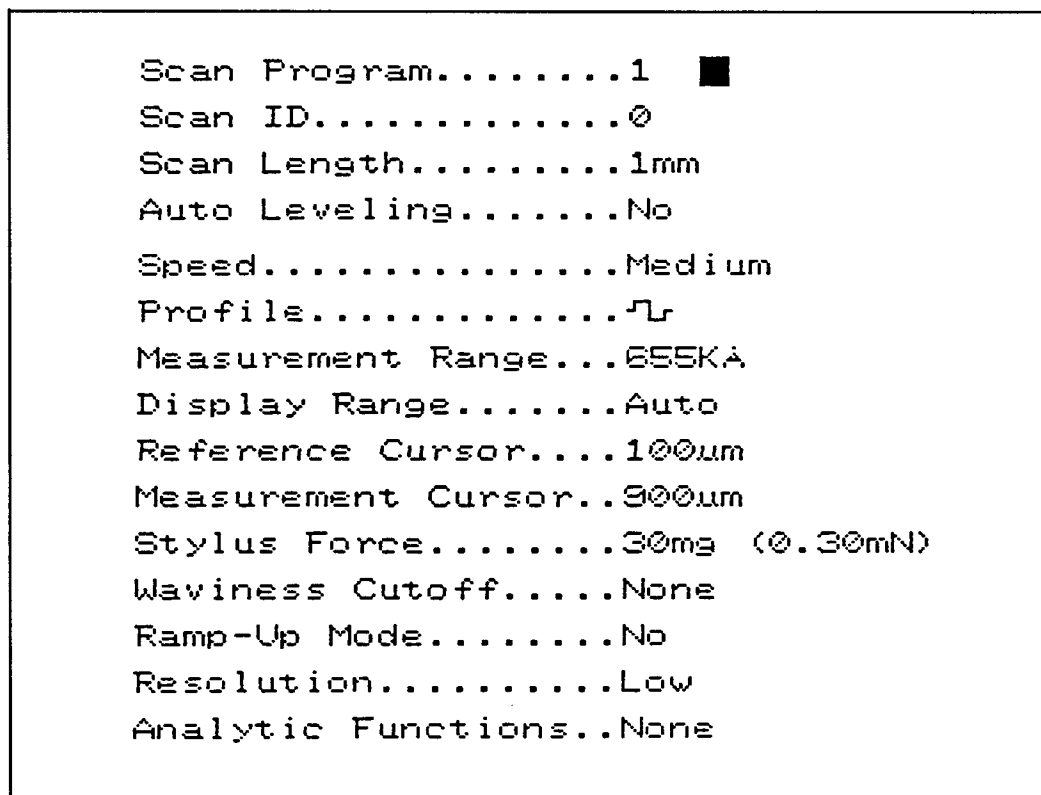 Scan Program........1
Scan ID.............0
Scan Length.........1mm
Auto Leveling.......No
Speed...............Medium
Profile.............
Measurement Range...655KÅ
Display Range.......Auto
Reference Cursor....100µm
Measurement Cursor..900µm
Stylus Force........30mg (0.30mN)
Waviness Cutoff.....None
Ramp-Up Mode........No
Resolution..........Low
Analytic Functions..None